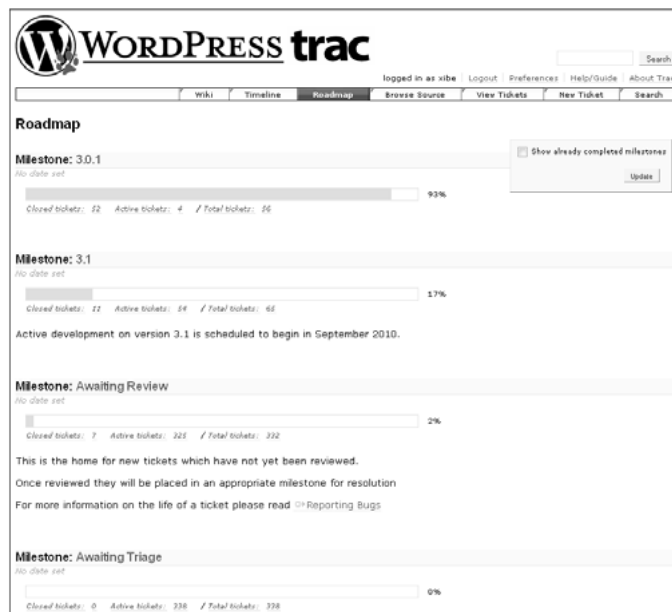 WORDPRESS trac
Search
logged in as xibe Logout Preferences Help/Guide About Trac
Wiki Timeline Roadmap Browse Source View Tickets New Ticket Search
Roadmap
Show already completed milestones
Update
Milestone: 3.0.1
No date set
93%
Closed tickets: 52 Active tickets: 4 / Total tickets: 56
Milestone: 3.1
No date set
17%
Closed tickets: 11 Active tickets: 54 / Total tickets: 65
Active development on version 3.1 is scheduled to begin in September 2010.
Milestone: Awaiting Review
No date set
2%
Closed tickets: 7 Active tickets: 325 / Total tickets: 332
This is the home for new tickets which have not yet been reviewed.
Once reviewed they will be placed in an appropriate milestone for resolution
For more information on the life of a ticket please read Reporting Bugs
Milestone: Awaiting Triage
No date set
0%
Closed tickets: 0 Active tickets: 338 / Total tickets: 338